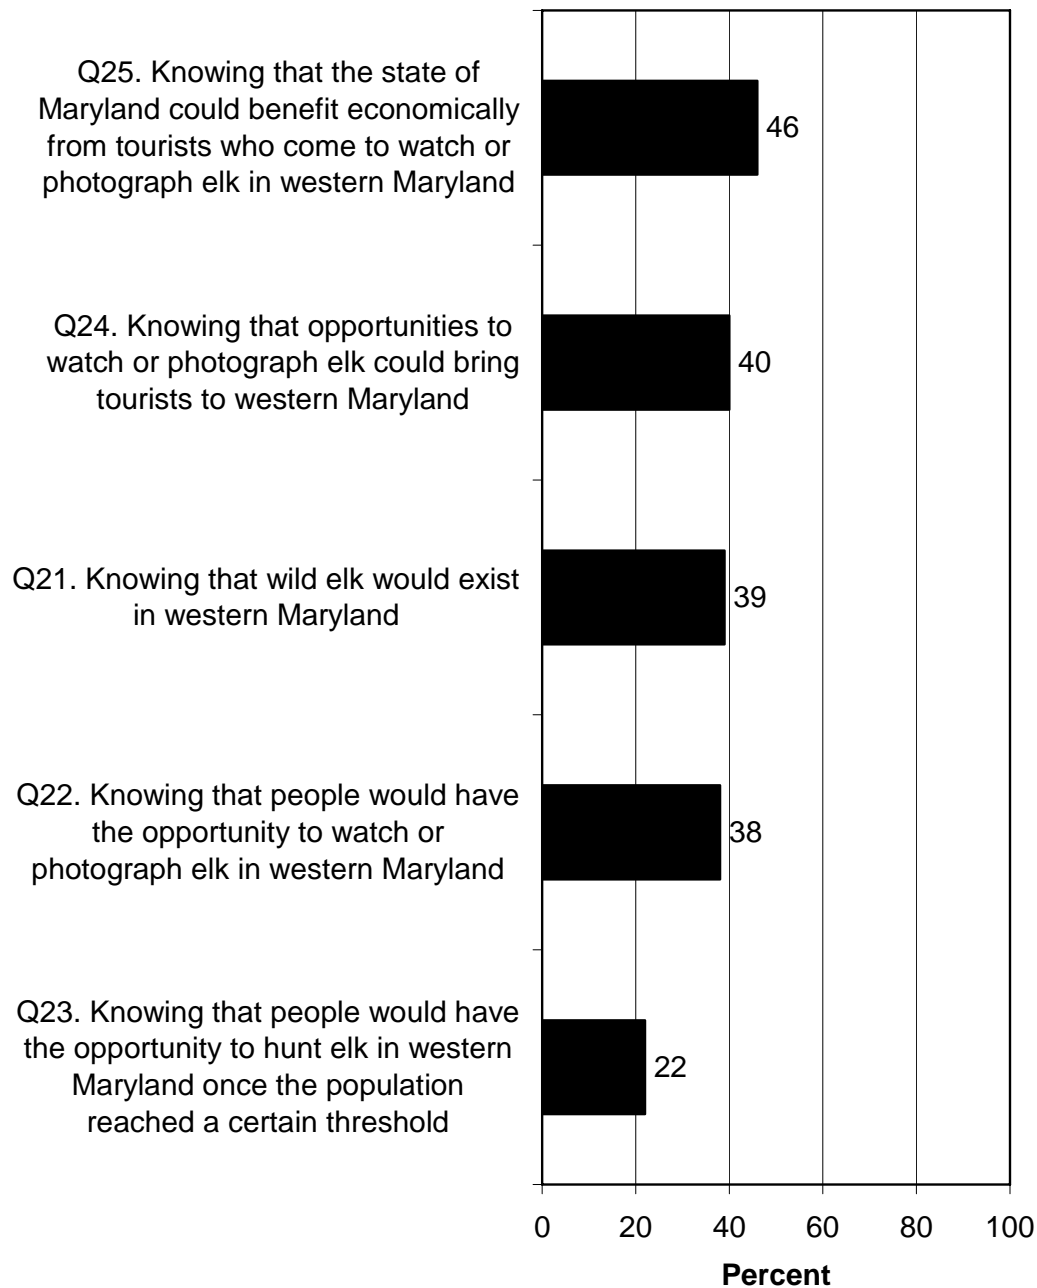 Q25. Knowing that the state of
Maryland could benefit economically
from tourists who come to watch or
photograph elk in western Maryland
46
Q24. Knowing that opportunities to
watch or photograph elk could bring
tourists to western Maryland
40
Q21. Knowing that wild elk would exist
in western Maryland
39
Q22. Knowing that people would have
the opportunity to watch or
photograph elk in western Maryland
38
Q23. Knowing that people would have
the opportunity to hunt elk in western
Maryland once the population
reached a certain threshold
22
0 20 40 60 80 100
Percent